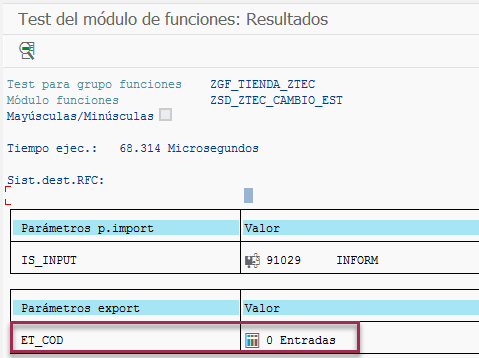 Test del módulo de funciones: Resultados
Test para grupo funciones ZGF_TIENDA_ZTEC
Módulo funciones ZSD_ZTEC_CAMBIO_EST
Mayúsculas/Minúsculas
Tiempo ejec.: 68.314 Microsegundos
Sist.dest.RFC:
Parámetros p.import Valor
IS_INPUT 91029 INFORM
Parámetros export Valor
ET_COD 0 Entradas